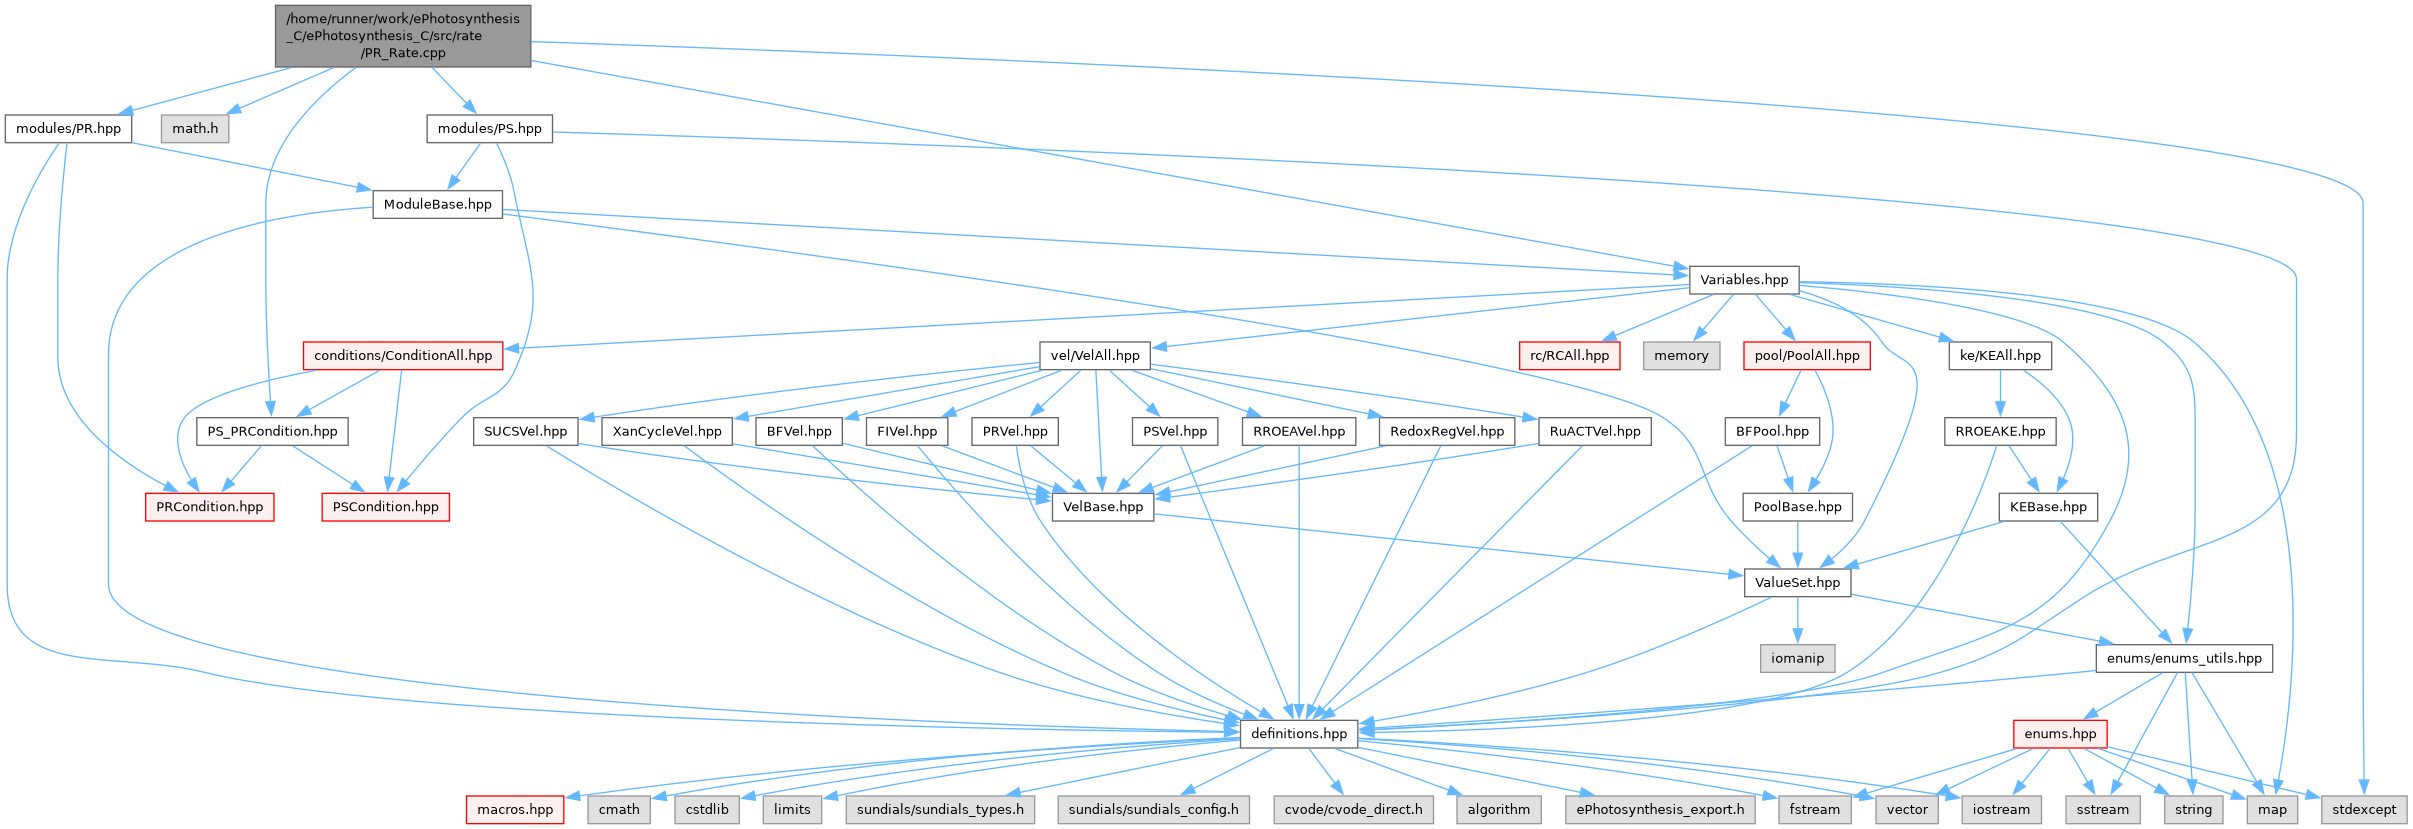 /home/runner/work/ePhotosynthesis
_C/ePhotosynthesis_C/src/rate
/PR_Rate.cpp
modules/PR.hpp
math.h
modules/PS.hpp
ModuleBase.hpp
Variables.hpp
conditions/ConditionAll.hpp
vel/VelAll.hpp
rc/RCAll.hpp
memory
pool/PoolAll.hpp
ke/KEAll.hpp
PS_PRCondition.hpp
SUCSVel.hpp
XanCycleVel.hpp
BFVel.hpp
FIVel.hpp
PRVel.hpp
PSVel.hpp
RROEAVel.hpp
RedoxRegVel.hpp
RuACTVel.hpp
BFPool.hpp
RROEAKE.hpp
PRCondition.hpp
PSCondition.hpp
VelBase.hpp
PoolBase.hpp
KEBase.hpp
ValueSet.hpp
iomanip
enums/enums_utils.hpp
definitions.hpp
enums.hpp
macros.hpp
cmath
cstdlib
limits
sundials/sundials_types.h
sundials/sundials_config.h
cvode/cvode_direct.h
algorithm
ePhotosynthesis_export.h
fstream
vector
iostream
sstream
string
map
stdexcept